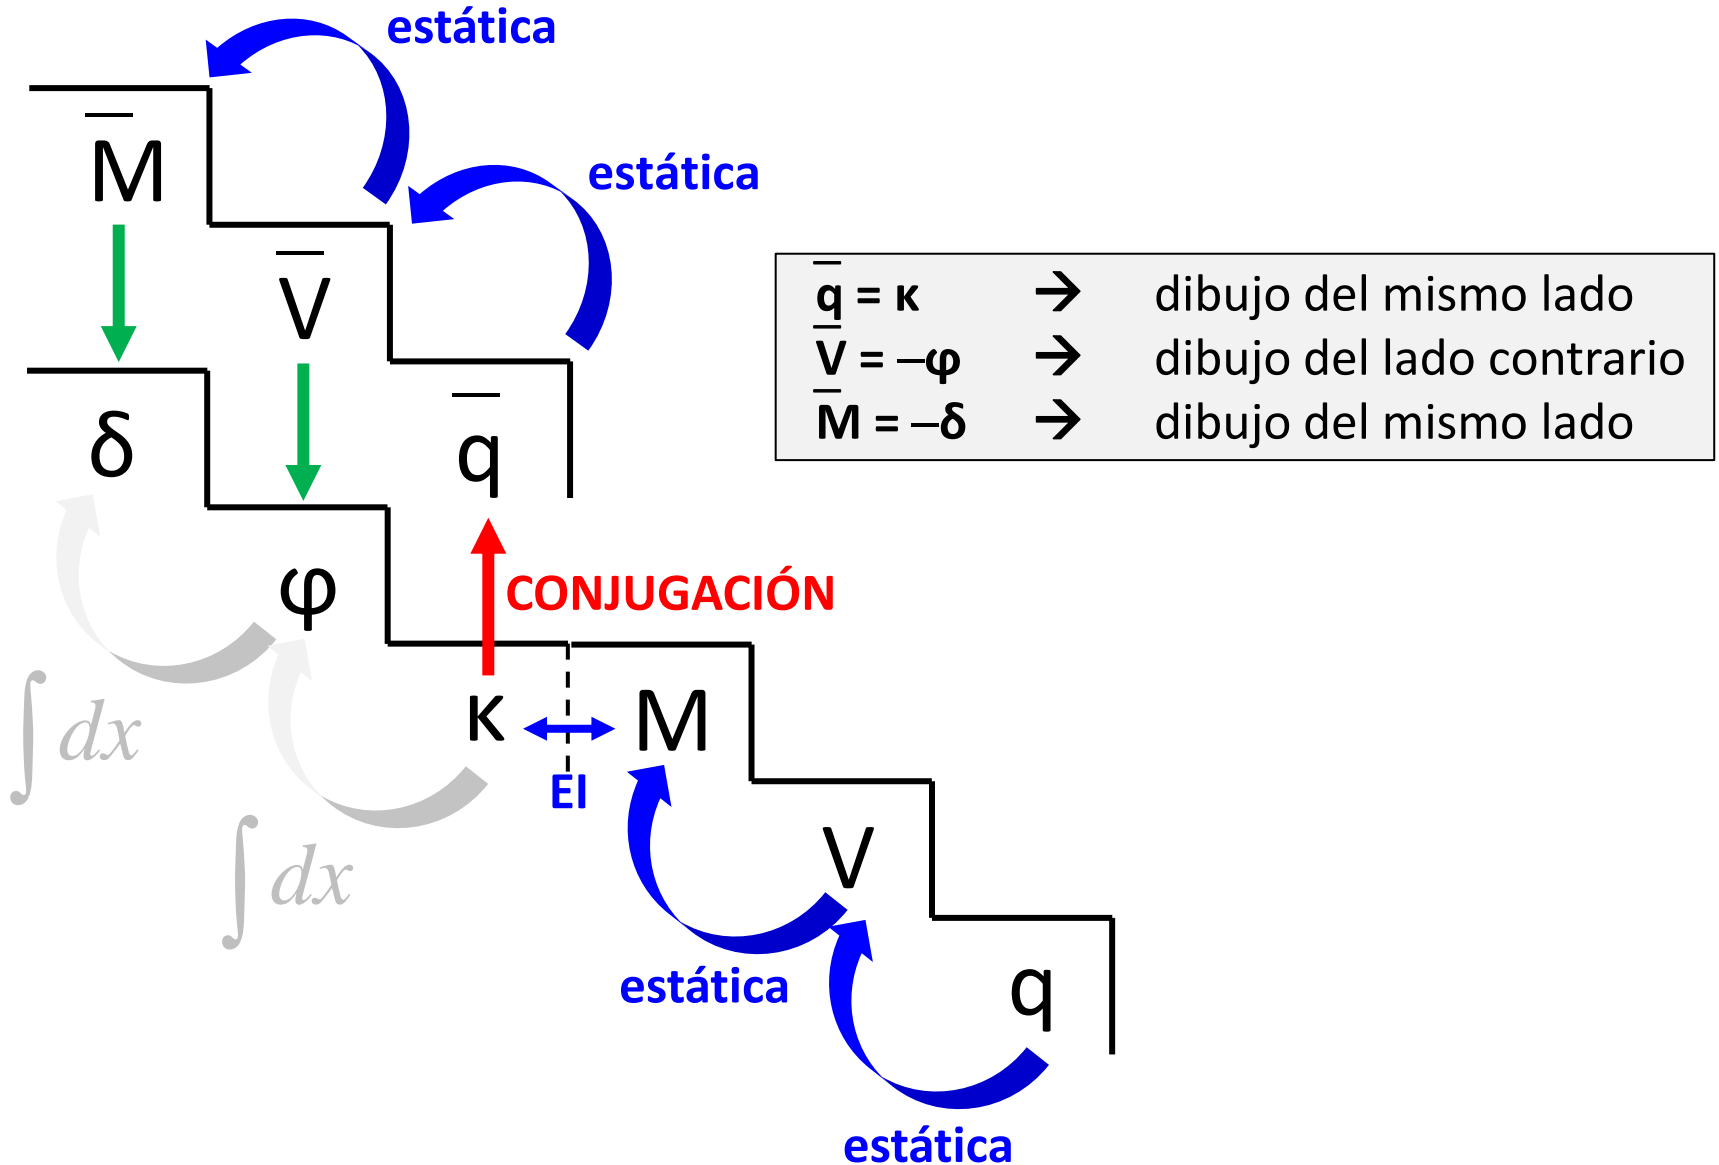 estática
M̅
estática
V̅
q̅ = κ → dibujo del mismo lado
V̅ = –φ → dibujo del lado contrario
M̅ = –δ → dibujo del mismo lado
δ
q̅
φ
CONJUGACIÓN
κ
M
∫ dx
EI
V
∫ dx
estática
q
estática